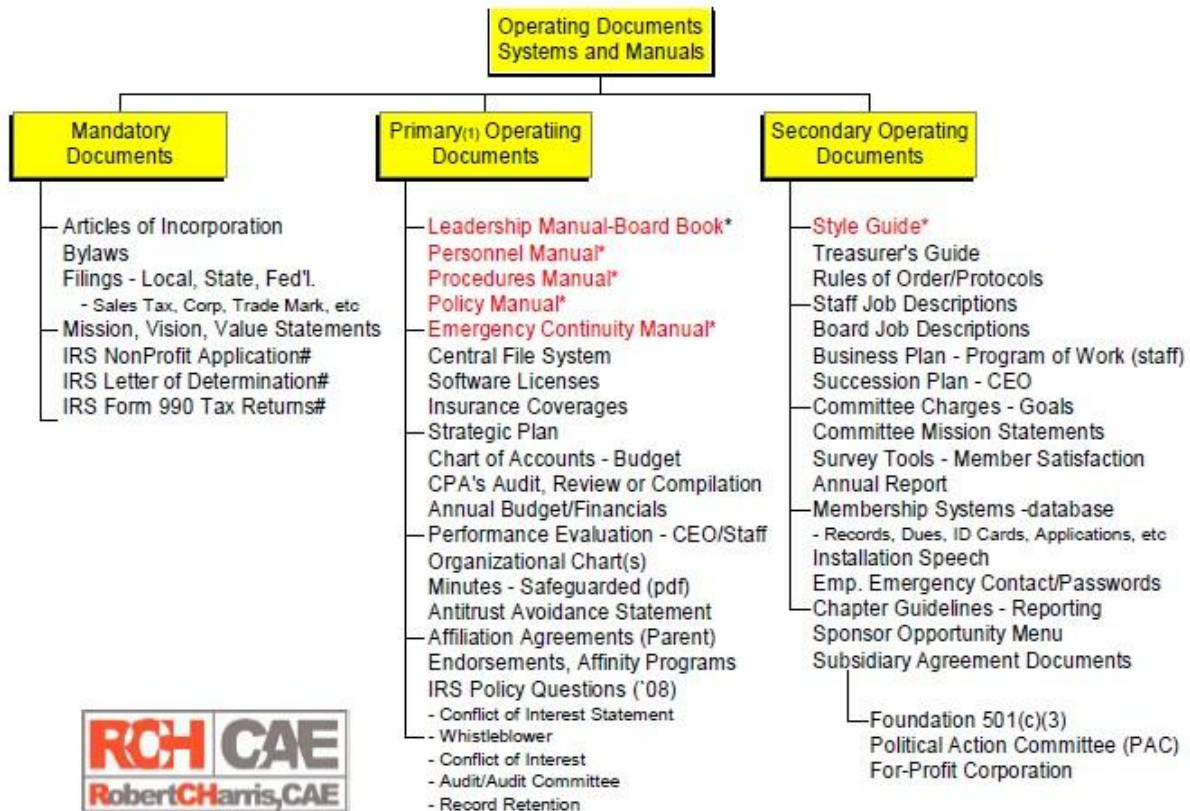 Operating Documents
Systems and Manuals
Mandatory
Documents
Articles of Incorporation
Bylaws
Filings - Local, State, Fed'l.
- Sales Tax, Corp, Trade Mark, etc
Mission, Vision, Value Statements
IRS NonProfit Application#
IRS Letter of Determination#
IRS Form 990 Tax Returns#
Primary(1) Operatiing
Documents
Leadership Manual-Board Book*
Personnel Manual*
Procedures Manual*
Policy Manual*
Emergency Continuity Manual*
Central File System
Software Licenses
Insurance Coverages
Strategic Plan
Chart of Accounts - Budget
CPA's Audit, Review or Compilation
Annual Budget/Financials
Performance Evaluation - CEO/Staff
Organizational Chart(s)
Minutes - Safeguarded (pdf)
Antitrust Avoidance Statement
Affiliation Agreements (Parent)
Endorsements, Affinity Programs
IRS Policy Questions (`08)
- Conflict of Interest Statement
- Whistleblower
- Conflict of Interest
- Audit/Audit Committee
- Record Retention
Secondary Operating
Documents
Style Guide*
Treasurer's Guide
Rules of Order/Protocols
Staff Job Descriptions
Board Job Descriptions
Business Plan - Program of Work (staff)
Succession Plan - CEO
Committee Charges - Goals
Committee Mission Statements
Survey Tools - Member Satisfaction
Annual Report
Membership Systems -database
- Records, Dues, ID Cards, Applications, etc
Installation Speech
Emp. Emergency Contact/Passwords
Chapter Guidelines - Reporting
Sponsor Opportunity Menu
Subsidiary Agreement Documents
Foundation 501(c)(3)
Political Action Committee (PAC)
For-Profit Corporation
RCH CAE
RobertCHarris,CAE